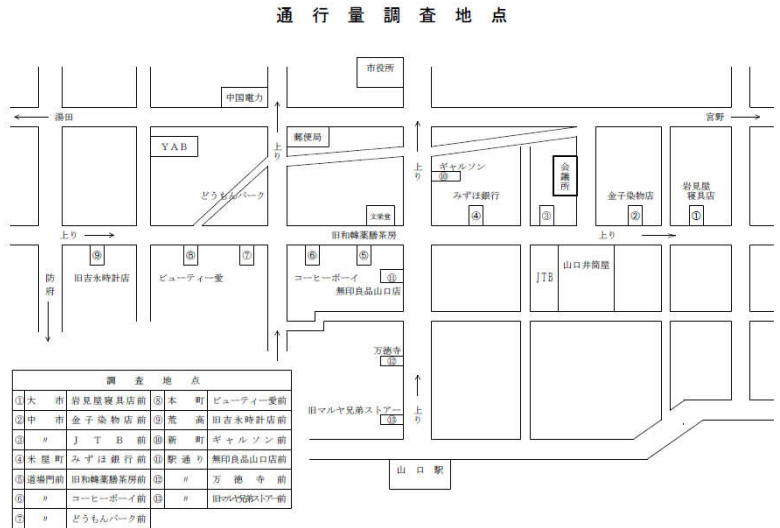 通行量調査地点
市役所
中国電力
湯田
宮野
上り
上り
郵便局
YAB
ギャルソン
⑩
会議所
どうもんパーク
みずほ銀行
金子染物店
岩見屋
寝具店
文栄堂
④
③
②
①
上り
旧和韓薬膳茶房
上り
⑨
⑧
⑦
⑥
⑤
防府
旧吉永時計店
ビューティー愛
コーヒーボーイ
⑪
無印良品山口店
JTB
山口井筒屋
万徳寺
⑫
旧マルヤ兄弟ストアー
⑬
上り
山口駅
調査地点
①大市 岩見屋寝具店前 ⑧本町 ビューティー愛前
②中市 金子染物店前 ⑨荒高 旧吉永時計店前
③〃 JTB前 ⑩新町 ギャルソン前
④米屋町 みずほ銀行前 ⑪駅通り 無印良品山口店前
⑤道場門前 旧和韓薬膳茶房前 ⑫〃 万徳寺前
⑥〃 コーヒーボーイ前 ⑬〃 旧マルヤ兄弟ストアー前
⑦〃 どうもんパーク前